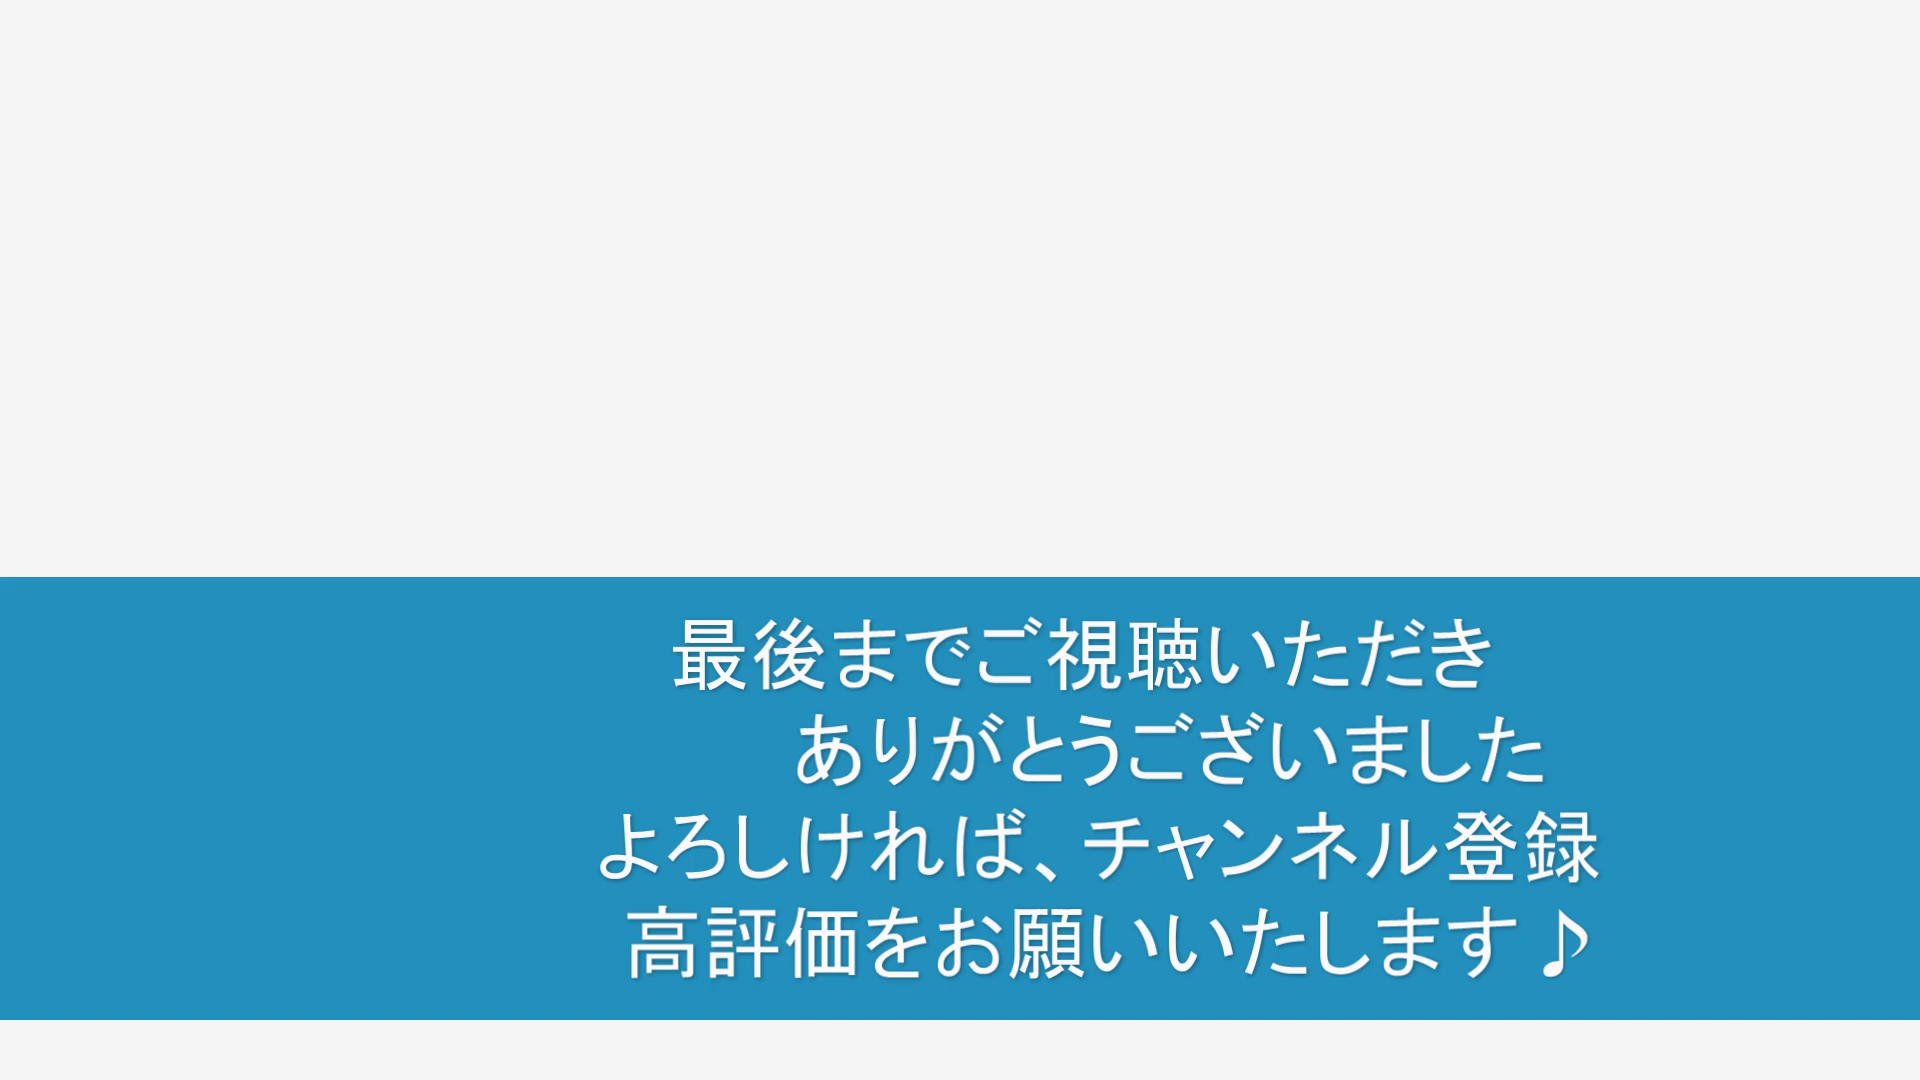 最後までご視聴いただき
ありがとうございました
よろしければ、チャンネル登録
高評価をお願いいたします♪